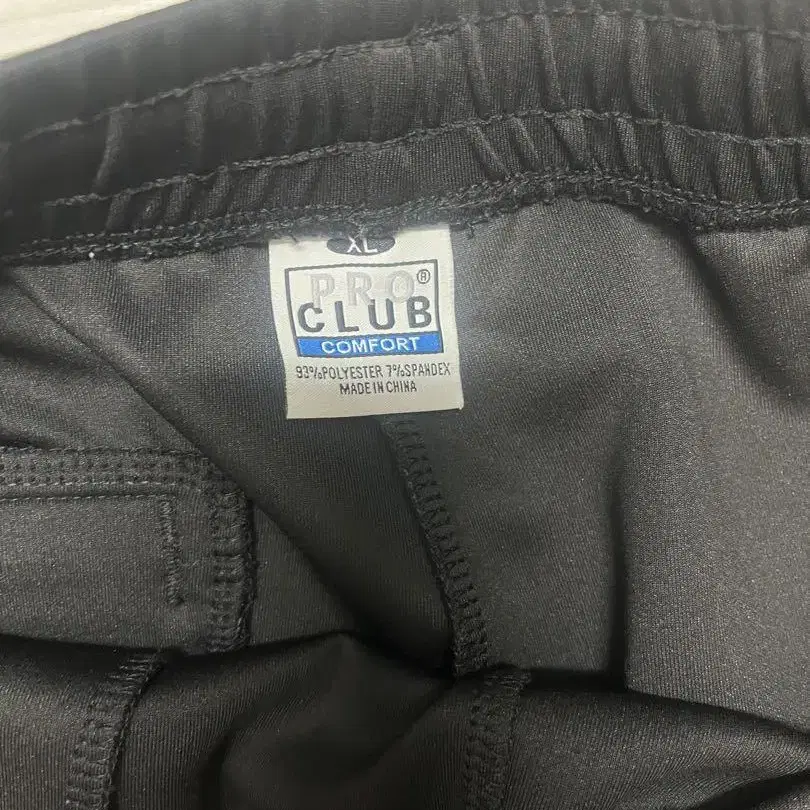 XL
PRO®
CLUB
COMFORT
93%POLYESTER 7%SPANDEX
MADE IN CHINA